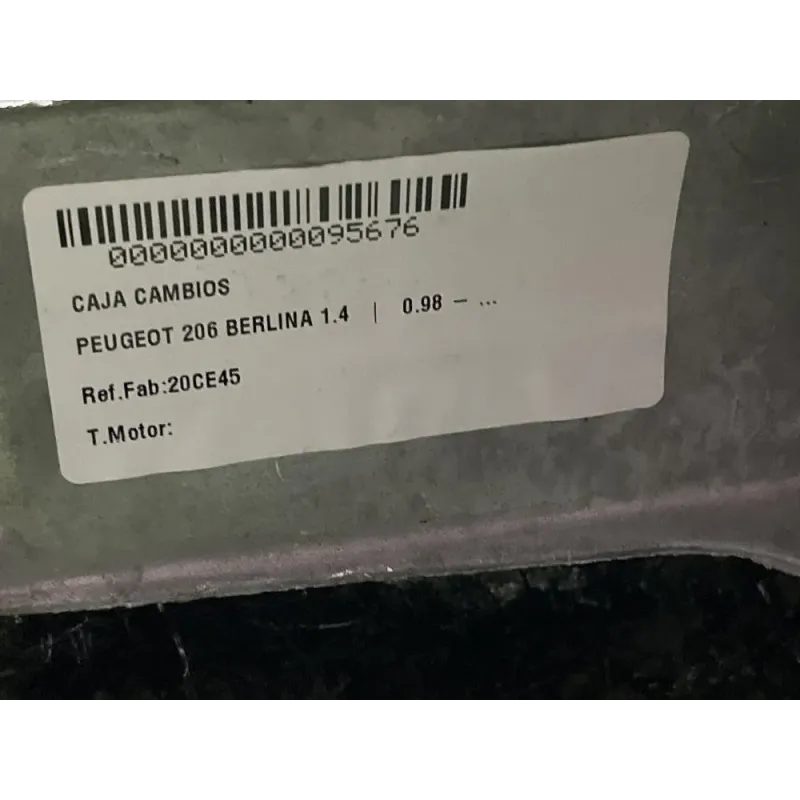 0000000000095676
CAJA CAMBIOS
PEUGEOT 206 BERLINA 1.4 | 0.98 – ...
Ref.Fab:20CE45
T.Motor: